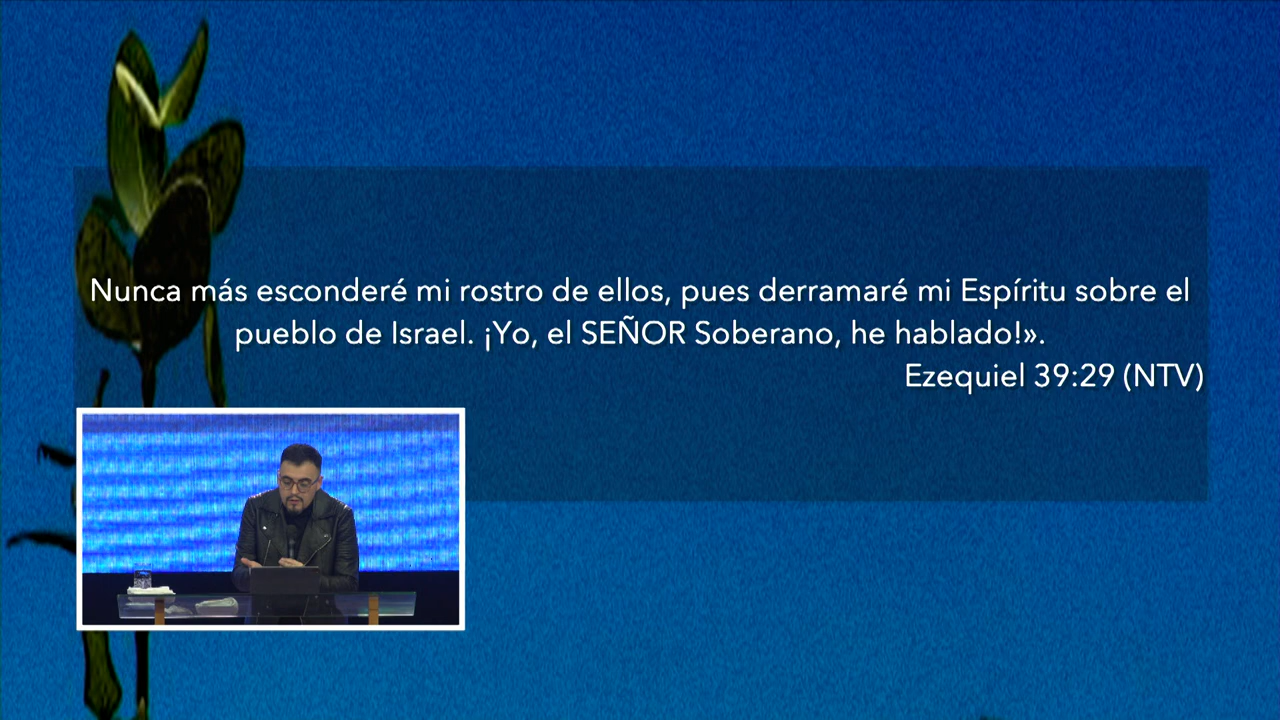 Nunca más esconderé mi rostro de ellos, pues derramaré mi Espíritu sobre el
pueblo de Israel. ¡Yo, el SEÑOR Soberano, he hablado!».
Ezequiel 39:29 (NTV)